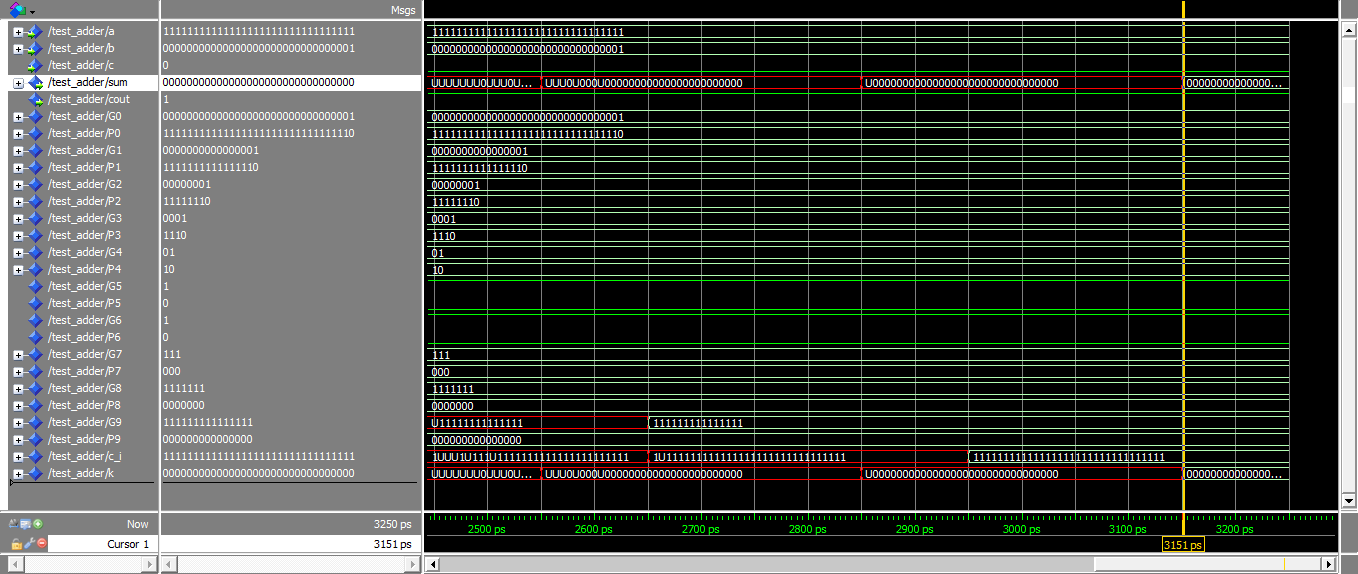 Msgs
/test_adder/a 11111111111111111111111111111111 11111111111111111111111111111111
/test_adder/b 00000000000000000000000000000001 00000000000000000000000000000001
/test_adder/c 0
/test_adder/sum 00000000000000000000000000000000 UUUUUUU0UUU0U... UUU0U000U00000000000000000000000 U0000000000000000000000000000000 00000000000000...
/test_adder/cout 1
/test_adder/G0 00000000000000000000000000000001 00000000000000000000000000000001
/test_adder/P0 11111111111111111111111111111110 11111111111111111111111111111110
/test_adder/G1 0000000000000001 0000000000000001
/test_adder/P1 1111111111111110 1111111111111110
/test_adder/G2 00000001 00000001
/test_adder/P2 11111110 11111110
/test_adder/G3 0001 0001
/test_adder/P3 1110 1110
/test_adder/G4 01 01
/test_adder/P4 10 10
/test_adder/G5 1
/test_adder/P5 0
/test_adder/G6 1
/test_adder/P6 0
/test_adder/G7 111 111
/test_adder/P7 000 000
/test_adder/G8 1111111 1111111
/test_adder/P8 0000000 0000000
/test_adder/G9 111111111111111 U11111111111111 111111111111111
/test_adder/P9 000000000000000 000000000000000
/test_adder/c_i 11111111111111111111111111111111 1UUU1U111U1111111111111111111111 1U111111111111111111111111111111 11111111111111111111111111111111
/test_adder/k 00000000000000000000000000000000 UUUUUUU0UUU0U... UUU0U000U00000000000000000000000 U0000000000000000000000000000000 00000000000000...
Now 3250 ps 2500 ps 2600 ps 2700 ps 2800 ps 2900 ps 3000 ps 3100 ps 3200 ps
Cursor 1 3151 ps 3151 ps